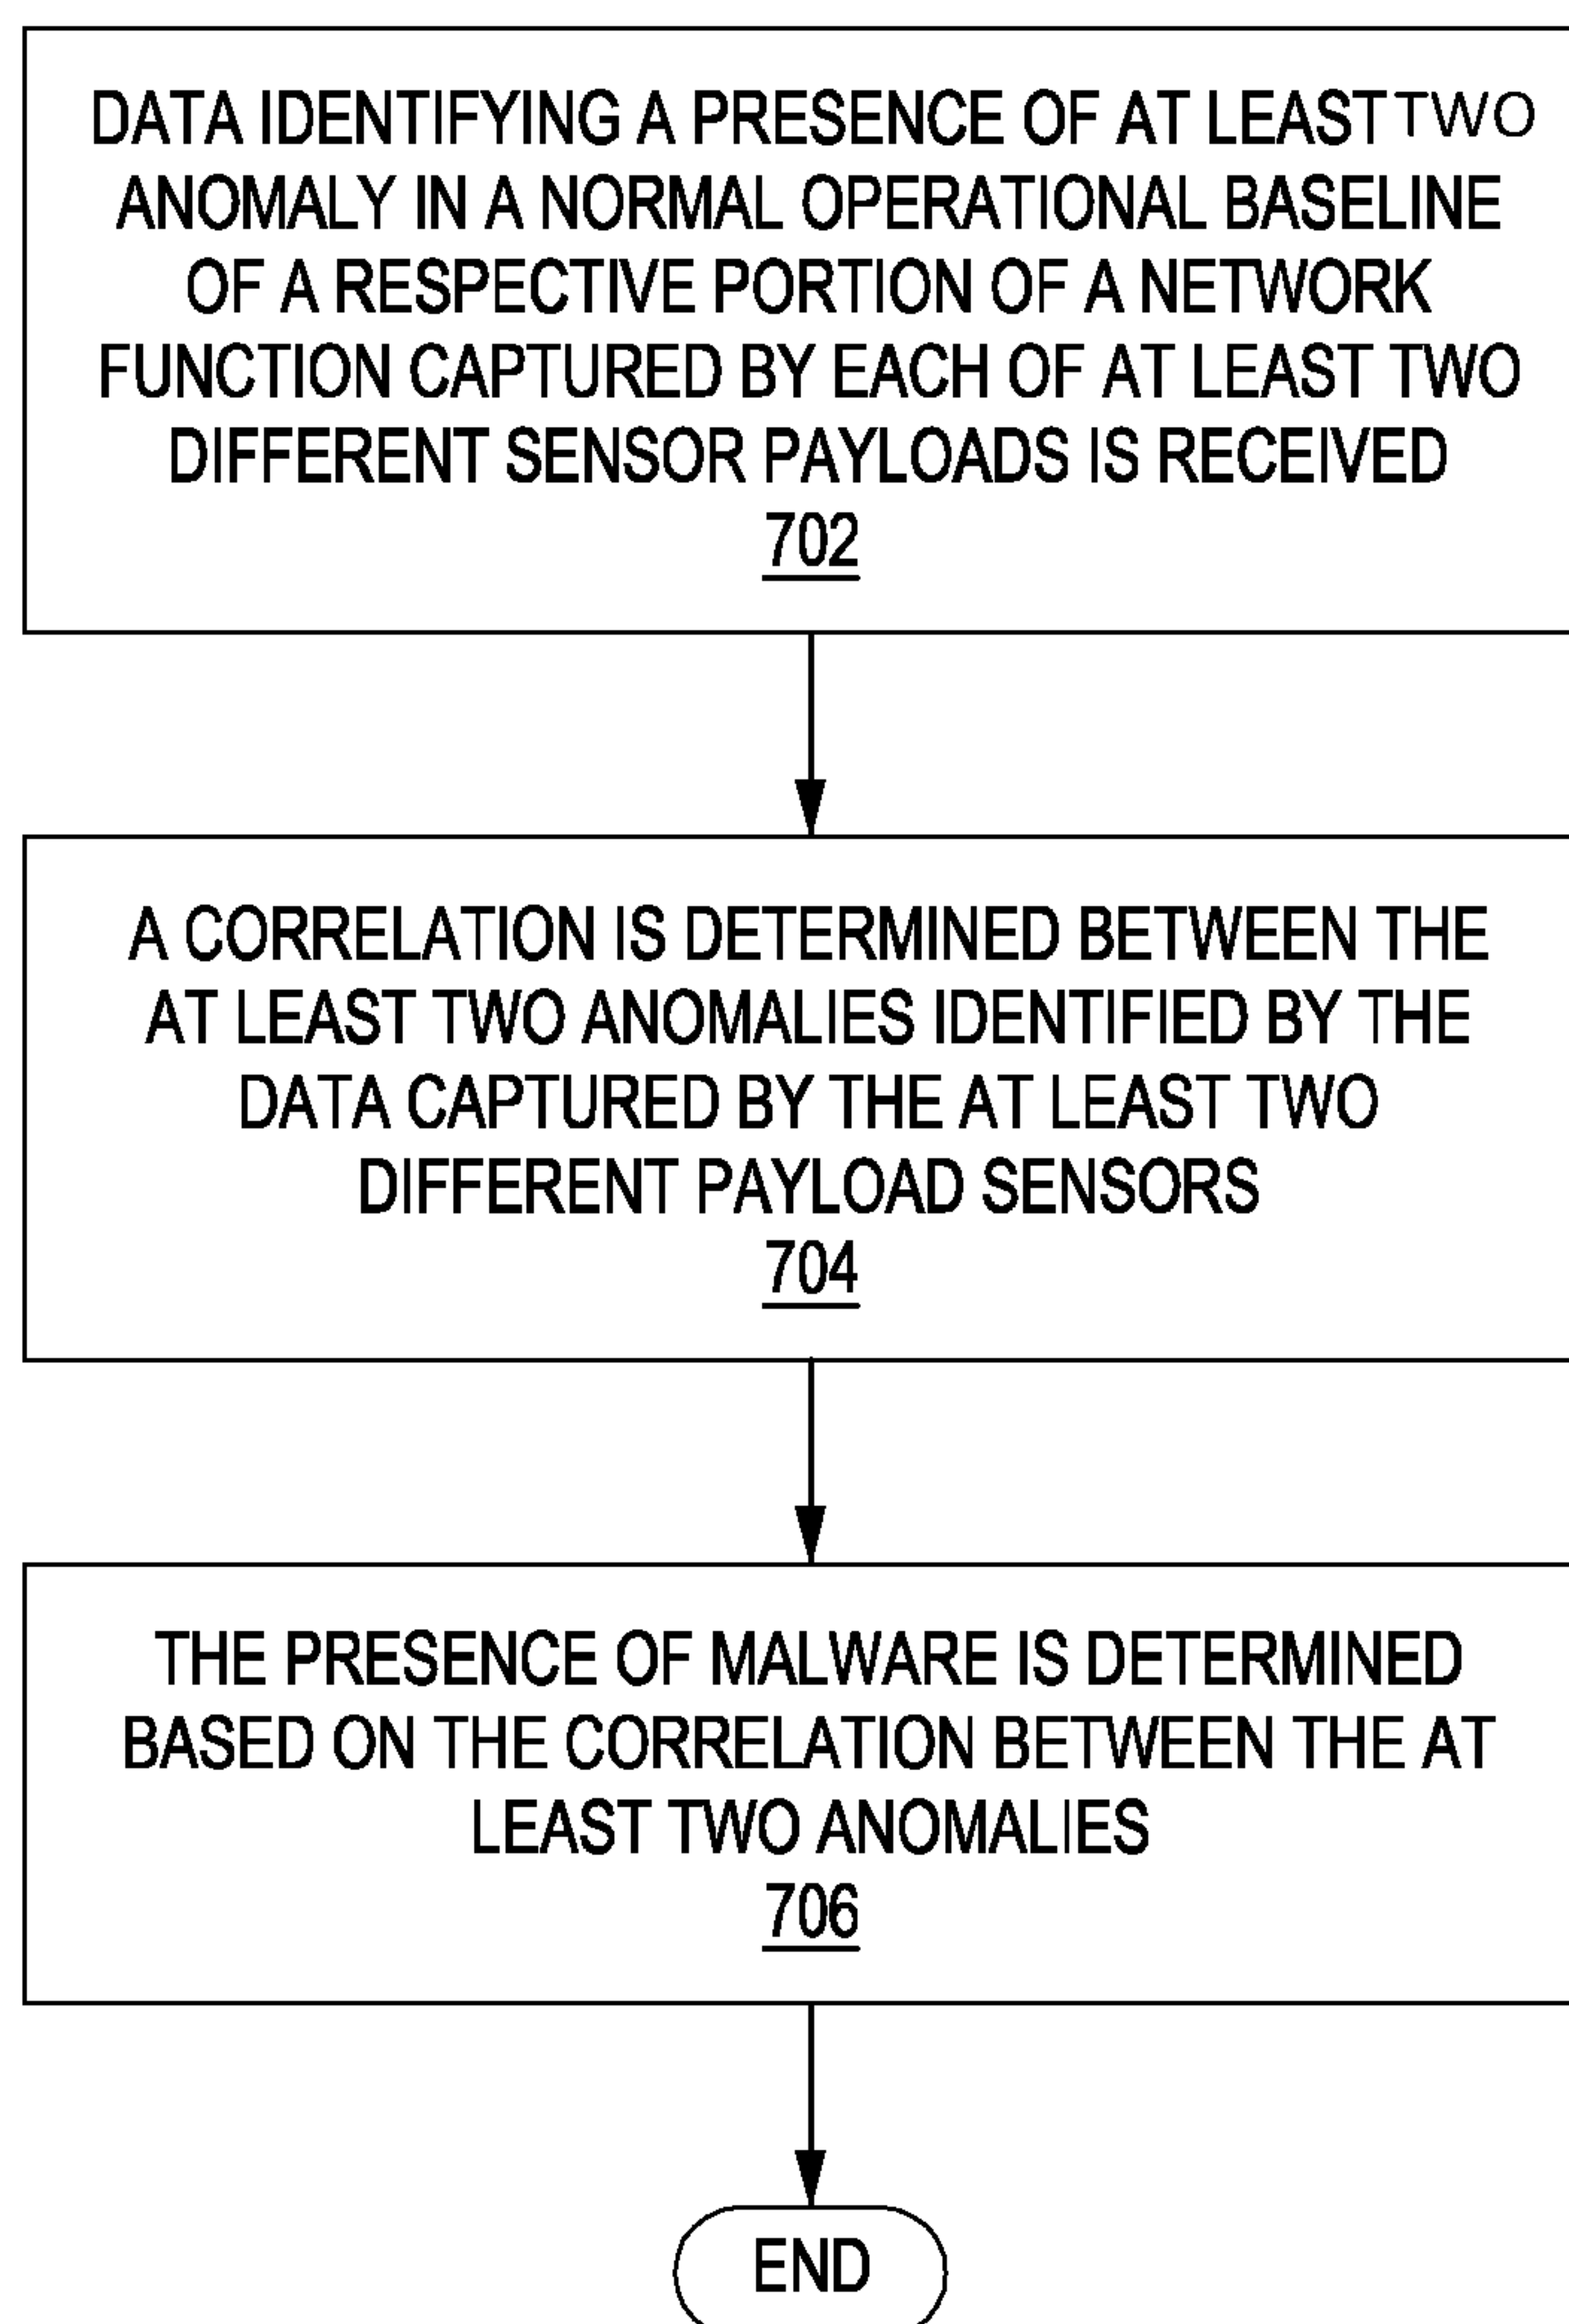 DATA IDENTIFYING A PRESENCE OF AT LEAST TWO
ANOMALY IN A NORMAL OPERATIONAL BASELINE
OF A RESPECTIVE PORTION OF A NETWORK
FUNCTION CAPTURED BY EACH OF AT LEAST TWO
DIFFERENT SENSOR PAYLOADS IS RECEIVED
702
A CORRELATION IS DETERMINED BETWEEN THE
AT LEAST TWO ANOMALIES IDENTIFIED BY THE
DATA CAPTURED BY THE AT LEAST TWO
DIFFERENT PAYLOAD SENSORS
704
THE PRESENCE OF MALWARE IS DETERMINED
BASED ON THE CORRELATION BETWEEN THE AT
LEAST TWO ANOMALIES
706
END